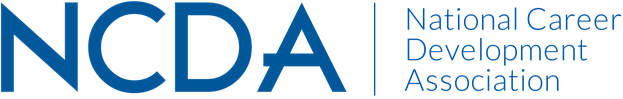 NCDA
National Career
Development
Association